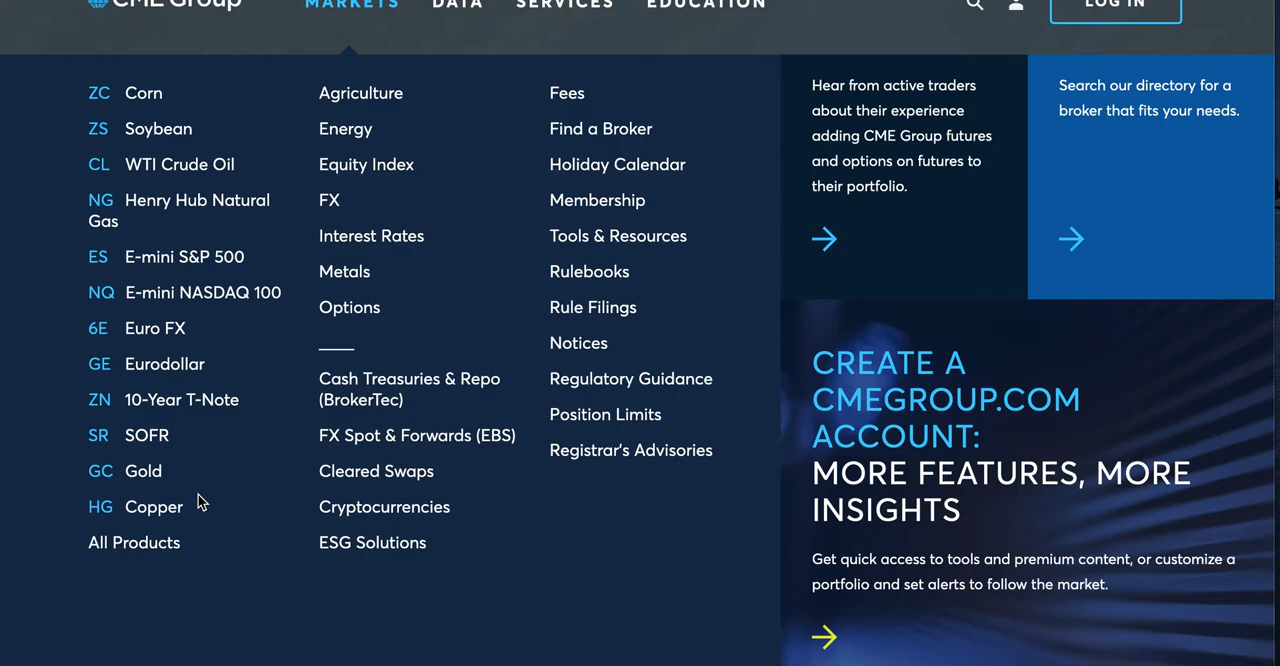 CME Group
MARKETS DATA SERVICES EDUCATION
LOG IN
ZC Corn
ZS Soybean
CL WTI Crude Oil
NG Henry Hub Natural
Gas
ES E-mini S&P 500
NQ E-mini NASDAQ 100
6E Euro FX
GE Eurodollar
ZN 10-Year T-Note
SR SOFR
GC Gold
HG Copper
All Products
Agriculture
Energy
Equity Index
FX
Interest Rates
Metals
Options
Cash Treasuries & Repo
(BrokerTec)
FX Spot & Forwards (EBS)
Cleared Swaps
Cryptocurrencies
ESG Solutions
Fees
Find a Broker
Holiday Calendar
Membership
Tools & Resources
Rulebooks
Rule Filings
Notices
Regulatory Guidance
Position Limits
Registrar's Advisories
Hear from active traders
about their experience
adding CME Group futures
and options on futures to
their portfolio.
Search our directory for a
broker that fits your needs.
CREATE A
CMEGROUP.COM
ACCOUNT:
MORE FEATURES, MORE
INSIGHTS
Get quick access to tools and premium content, or customize a
portfolio and set alerts to follow the market.